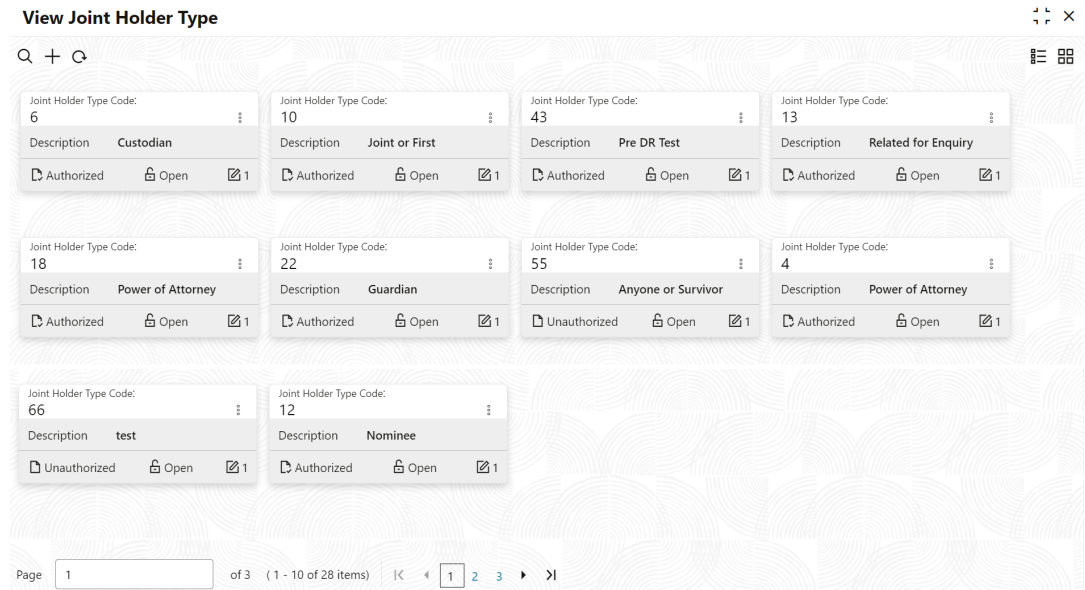 View Joint Holder Type
Joint Holder Type Code: Joint Holder Type Code: Joint Holder Type Code: Joint Holder Type Code:
6 10 43 13
Description Custodian Description Joint or First Description Pre DR Test Description Related for Enquiry
Authorized Open 1 Authorized Open 1 Authorized Open 1 Authorized Open 1
Joint Holder Type Code: Joint Holder Type Code: Joint Holder Type Code: Joint Holder Type Code:
18 22 55 4
Description Power of Attorney Description Guardian Description Anyone or Survivor Description Power of Attorney
Authorized Open 1 Authorized Open 1 Unauthorized Open 1 Authorized Open 1
Joint Holder Type Code: Joint Holder Type Code:
66 12
Description test Description Nominee
Unauthorized Open 1 Authorized Open 1
Page 1 of 3 ( 1 - 10 of 28 items) 1 2 3